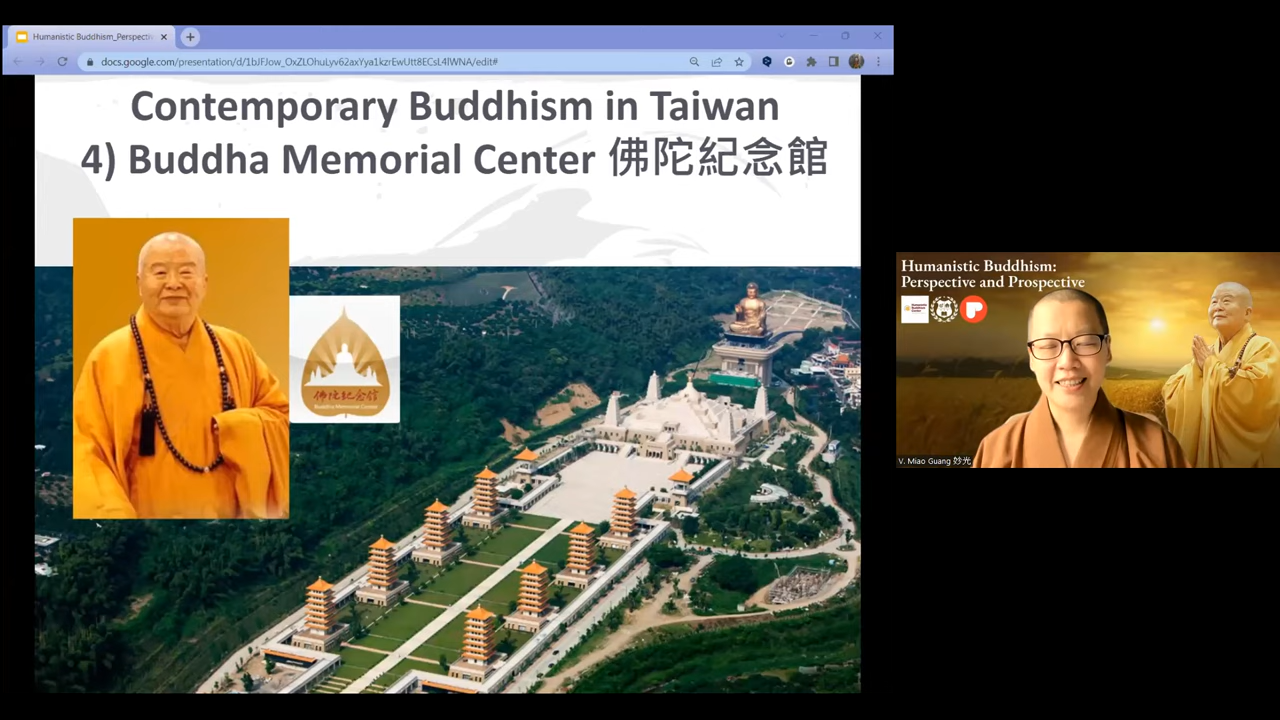 Humanistic Buddhism_Perspecti
docs.google.com/presentation/d/1bJFJow_OxZLOhuLyv62axYya1kzrEwUtt8ECsL4lWNA/edit#
Contemporary Buddhism in Taiwan
4) Buddha Memorial Center 佛陀紀念館
佛陀紀念館
Buddha Memorial Center
Humanistic Buddhism:
Perspective and Prospective
V. Miao Guang 妙光